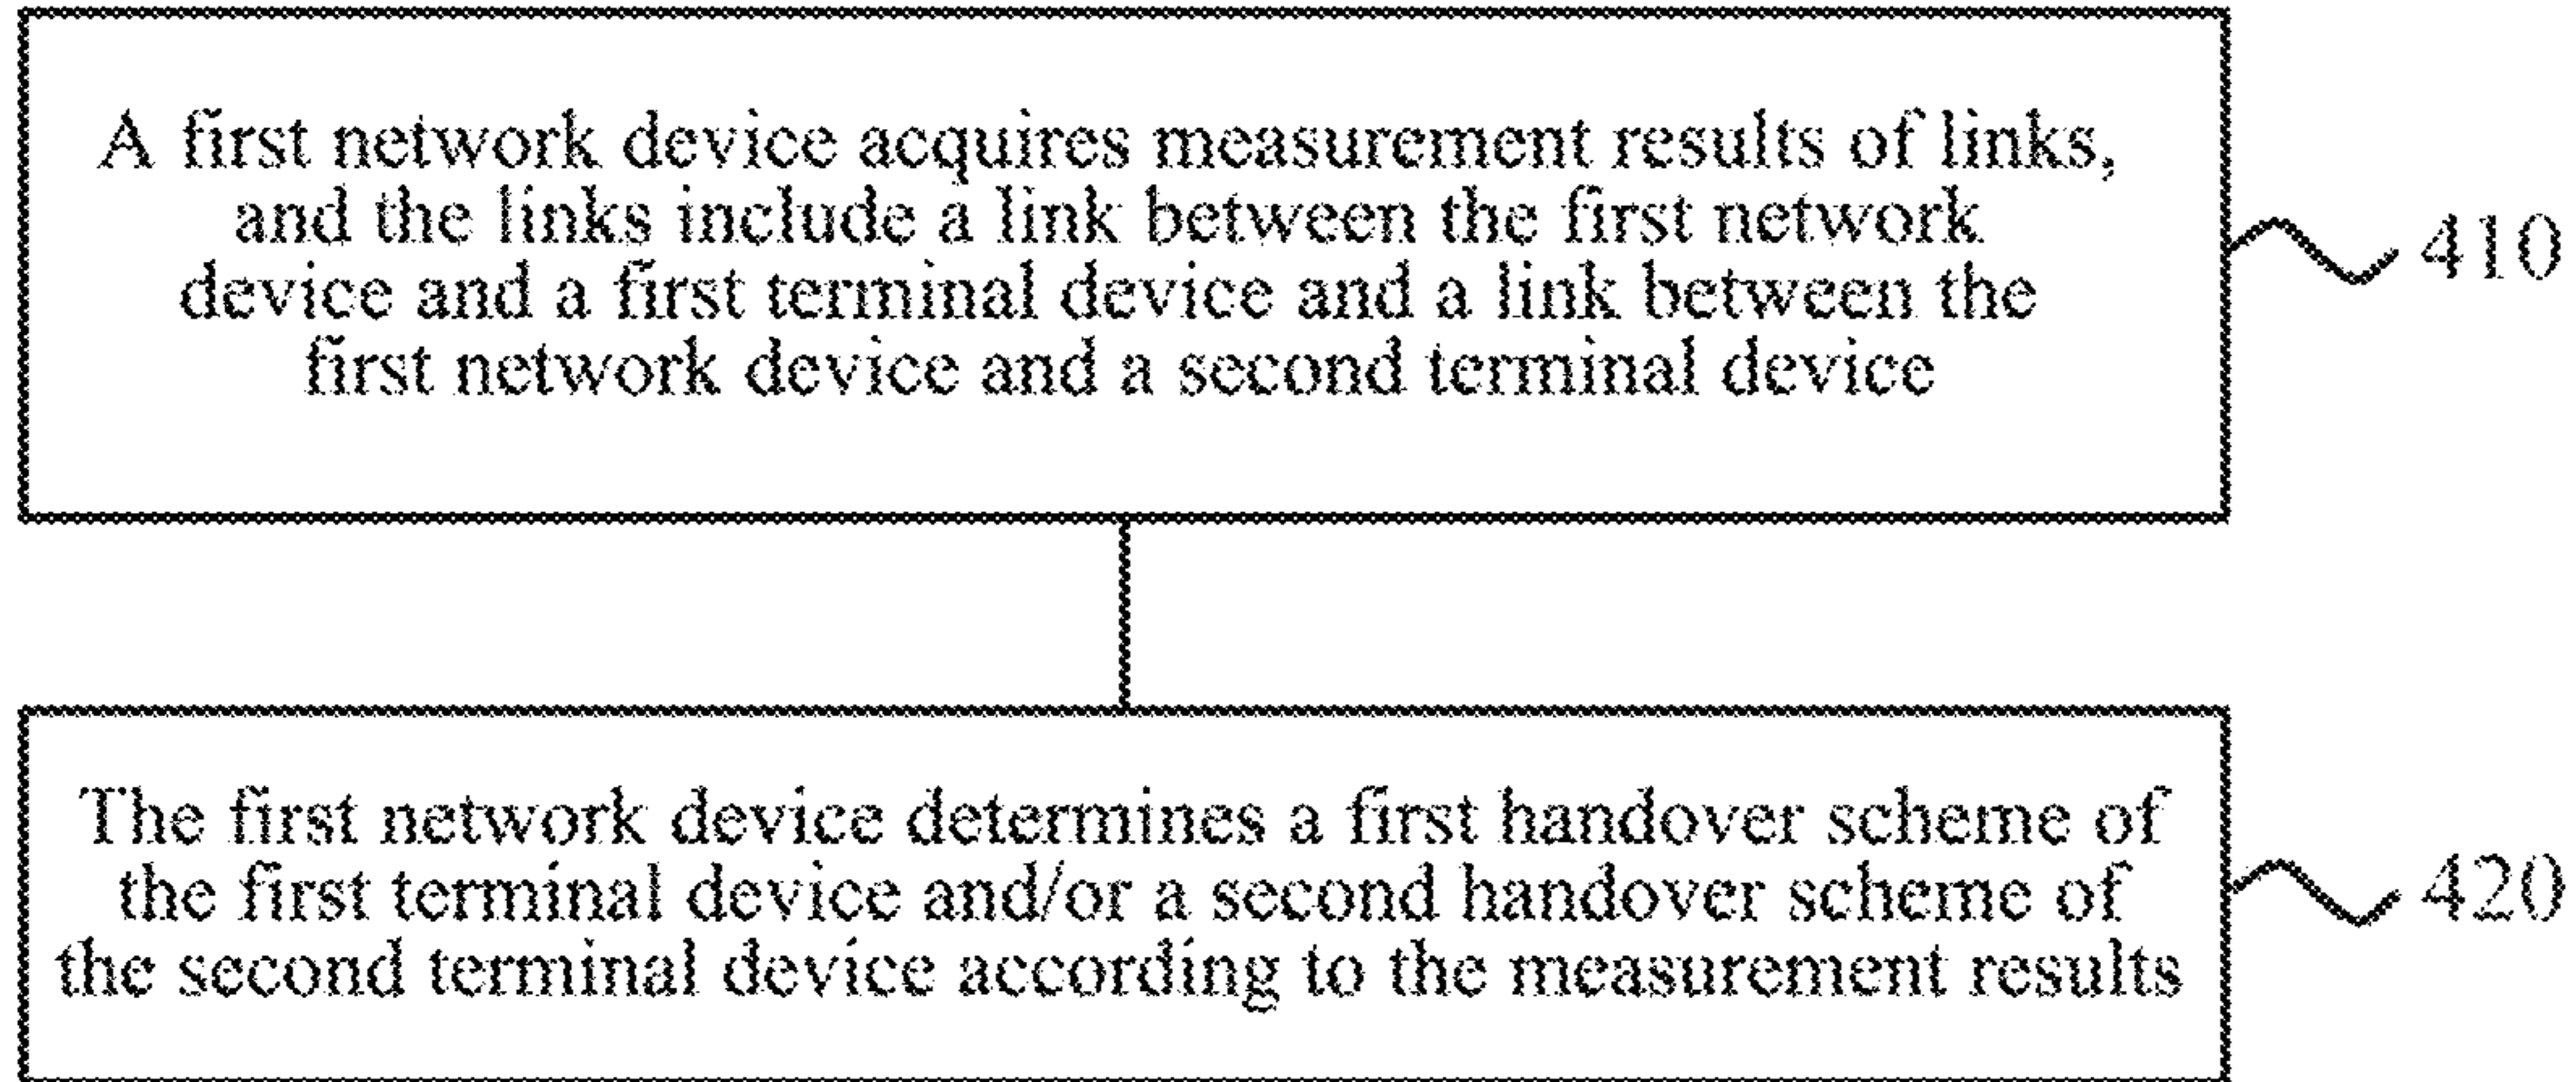 A first network device acquires measurement results of links,
and the links include a link between the first network
device and a first terminal device and a link between the
first network device and a second terminal device
410
The first network device determines a first handover scheme of
the first terminal device and/or a second handover scheme of
the second terminal device according to the measurement results
420